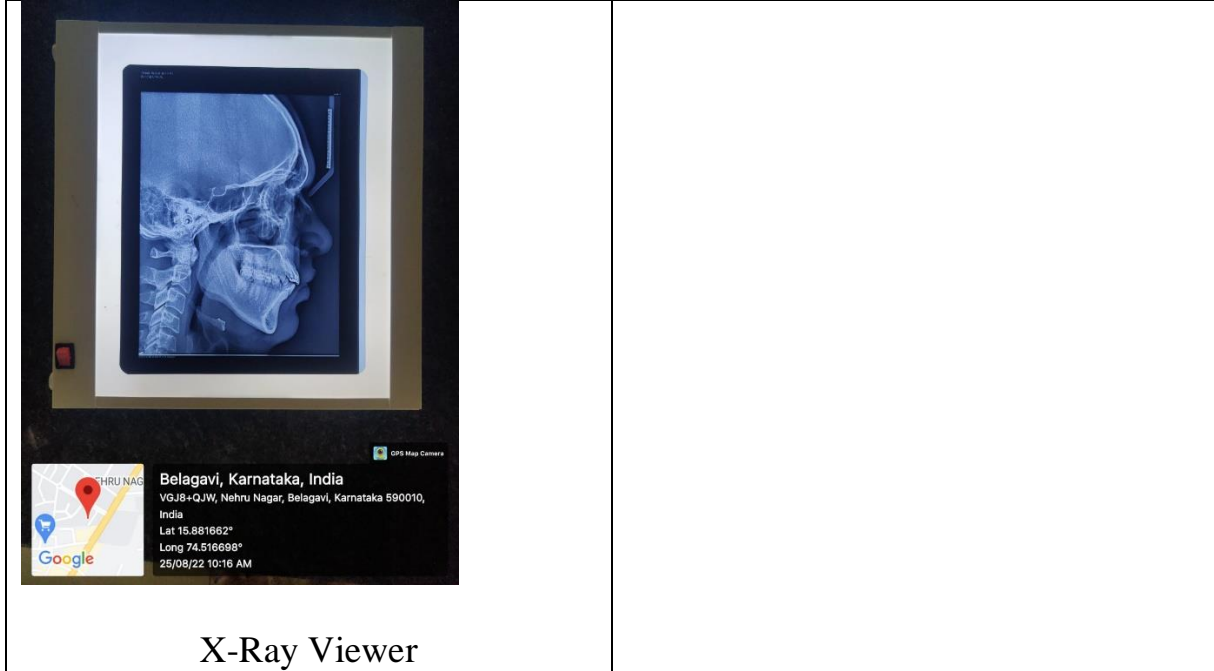 GPS Map Camera
EHRU NAG
Google
Belagavi, Karnataka, India
VGJ8+QJW, Nehru Nagar, Belagavi, Karnataka 590010,
India
Lat 15.881662°
Long 74.516698°
25/08/22 10:16 AM
X-Ray Viewer